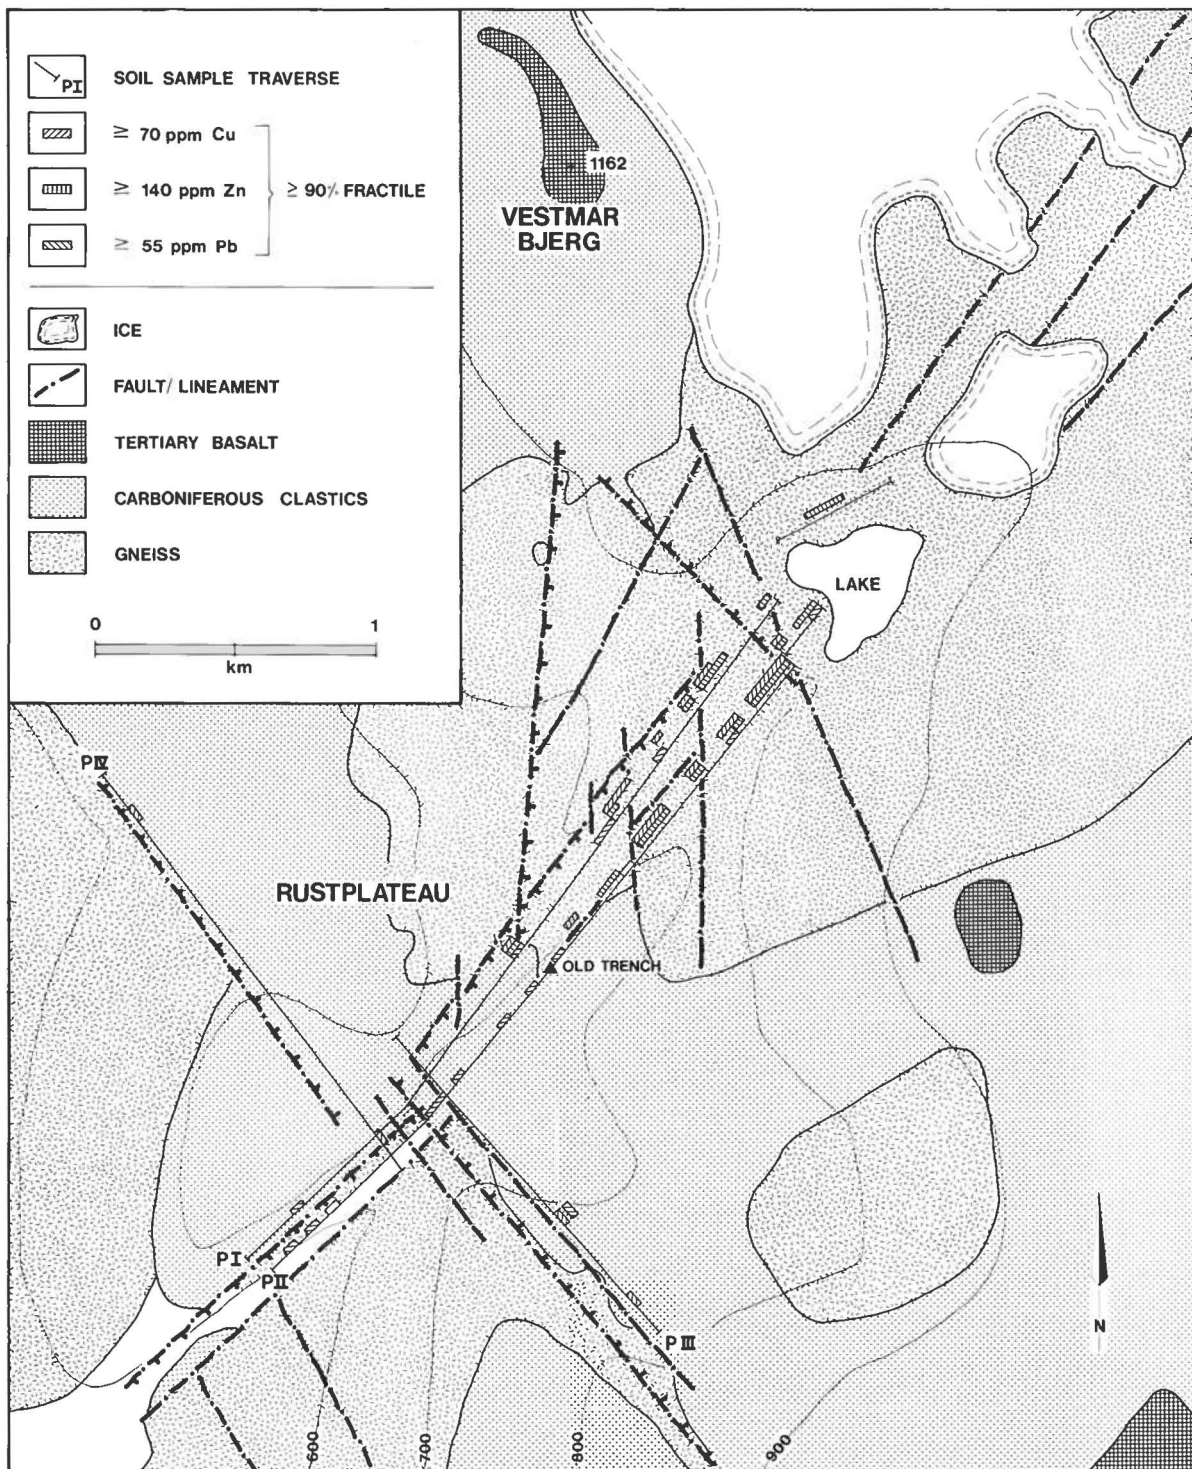 PI
SOIL SAMPLE TRAVERSE
≥ 70 ppm Cu
≥ 140 ppm Zn
≥ 90% FRACTILE
≥ 55 ppm Pb
ICE
FAULT/LINEAMENT
TERTIARY BASALT
CARBONIFEROUS CLASTICS
GNEISS
0 1
km
1162
VESTMAR
BJERG
LAKE
PIV
RUSTPLATEAU
OLD TRENCH
PI
PII
PIII
N
600
700
800
900